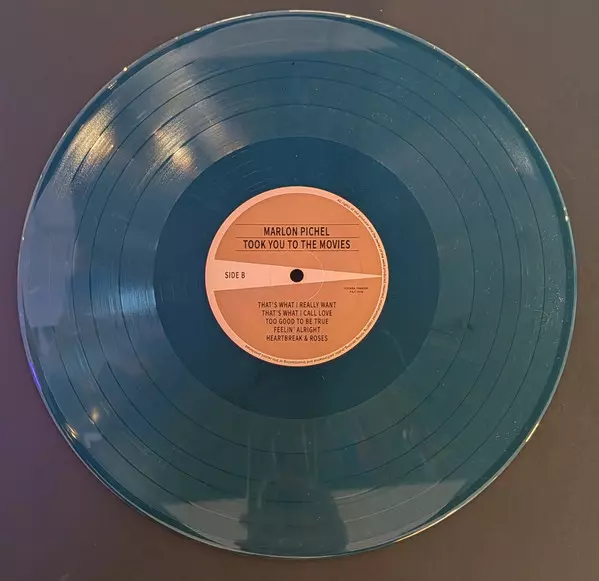 MARLON PICHEL
TOOK YOU TO THE MOVIES
SIDE B
THAT'S WHAT I REALLY WANT
THAT'S WHAT I CALL LOVE
TOO GOOD TO BE TRUE
FEELIN' ALRIGHT
HEARTBREAK & ROSES